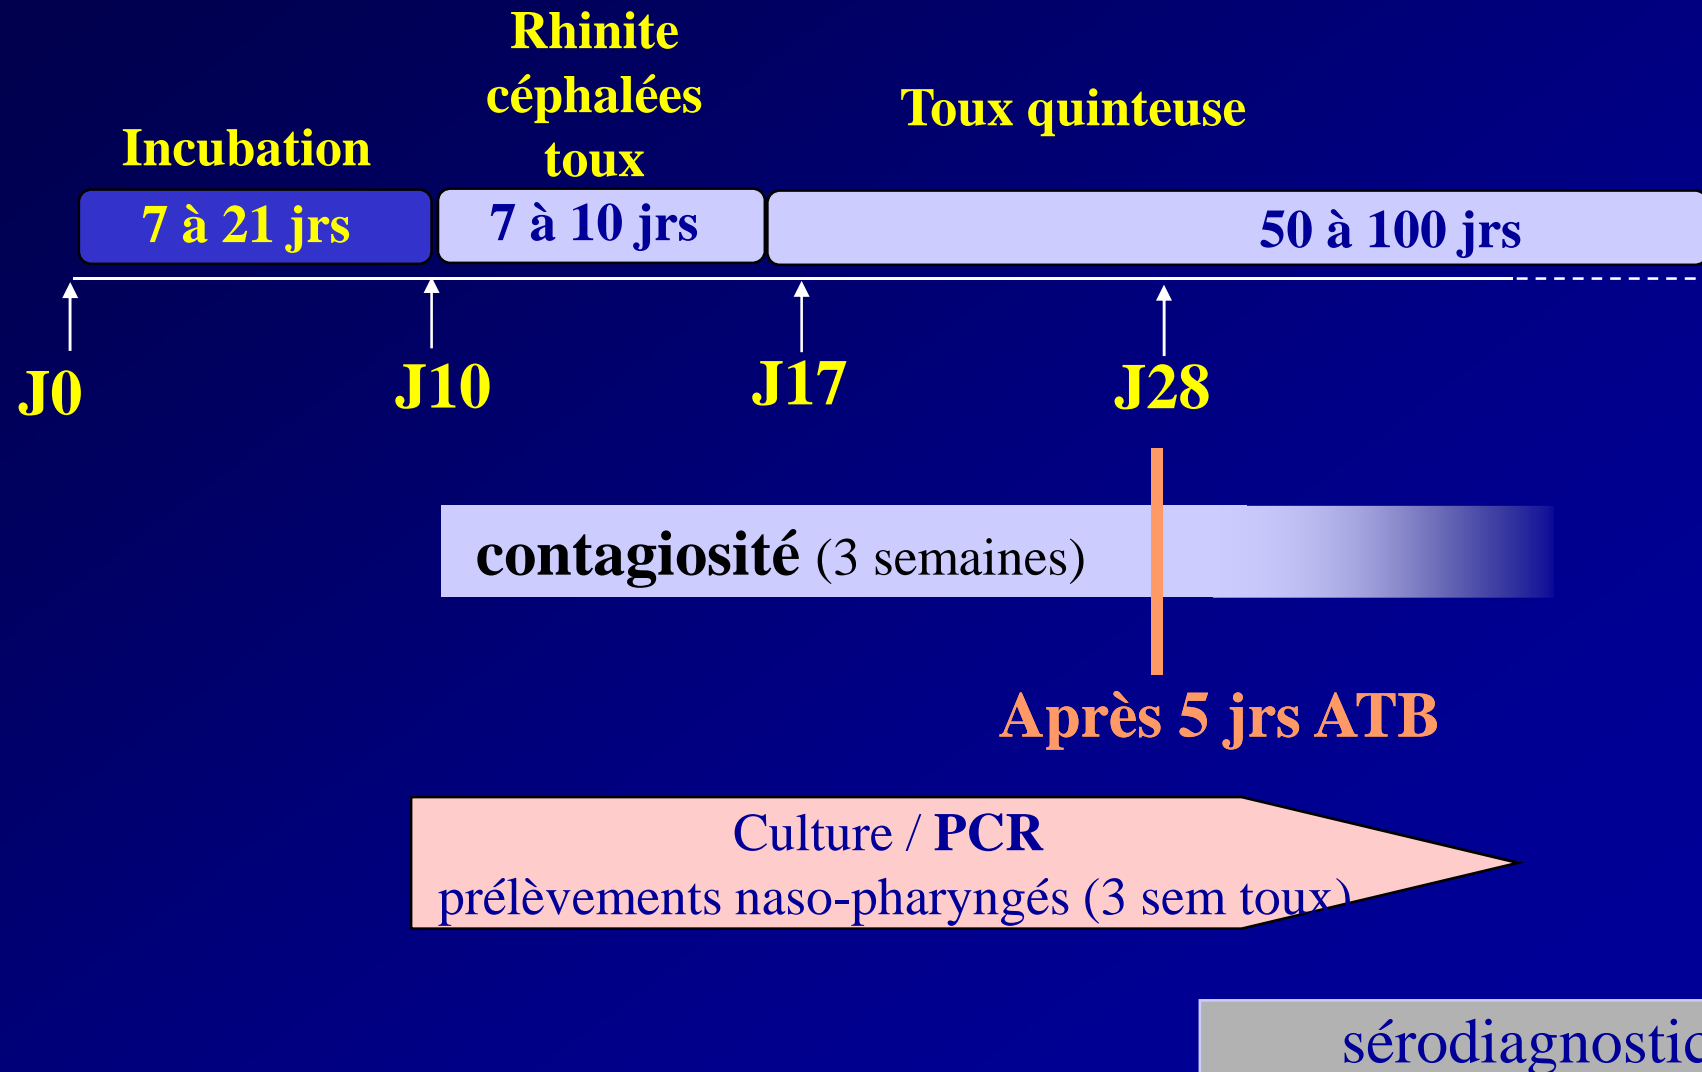 Rhinite
céphalées
toux
Incubation
Toux quinteuse
7 à 21 jrs
7 à 10 jrs
50 à 100 jrs
J0
J10
J17
J28
contagiosité (3 semaines)
Après 5 jrs ATB
Culture / PCR
prélèvements naso-pharyngés (3 sem toux)
sérodiagnostic